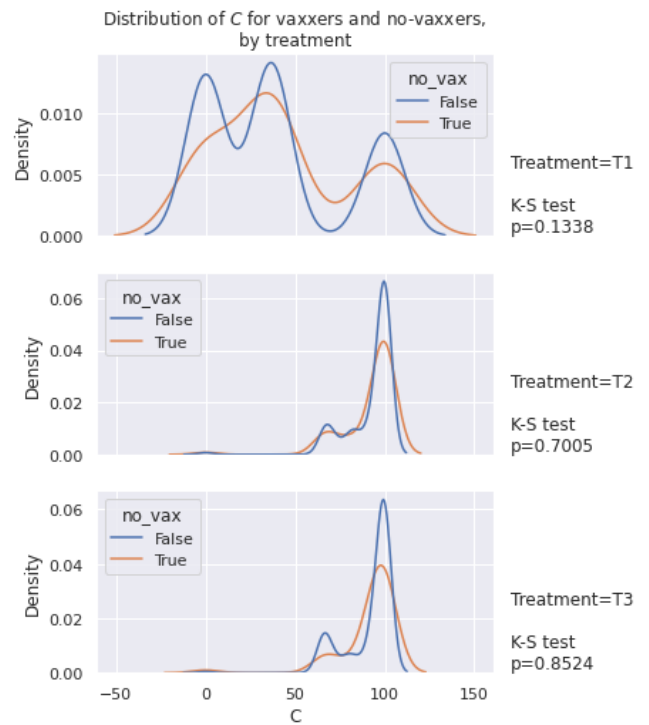 Distribution of C for vaxxers and no-vaxxers,
by treatment
no_vax
False
True
0.010
0.005
0.000
Density
Treatment=T1
K-S test
p=0.1338
no_vax
False
True
0.06
0.04
0.02
0.00
Density
Treatment=T2
K-S test
p=0.7005
no_vax
False
True
0.06
0.04
0.02
0.00
Density
Treatment=T3
K-S test
p=0.8524
−50 0 50 100 150
C